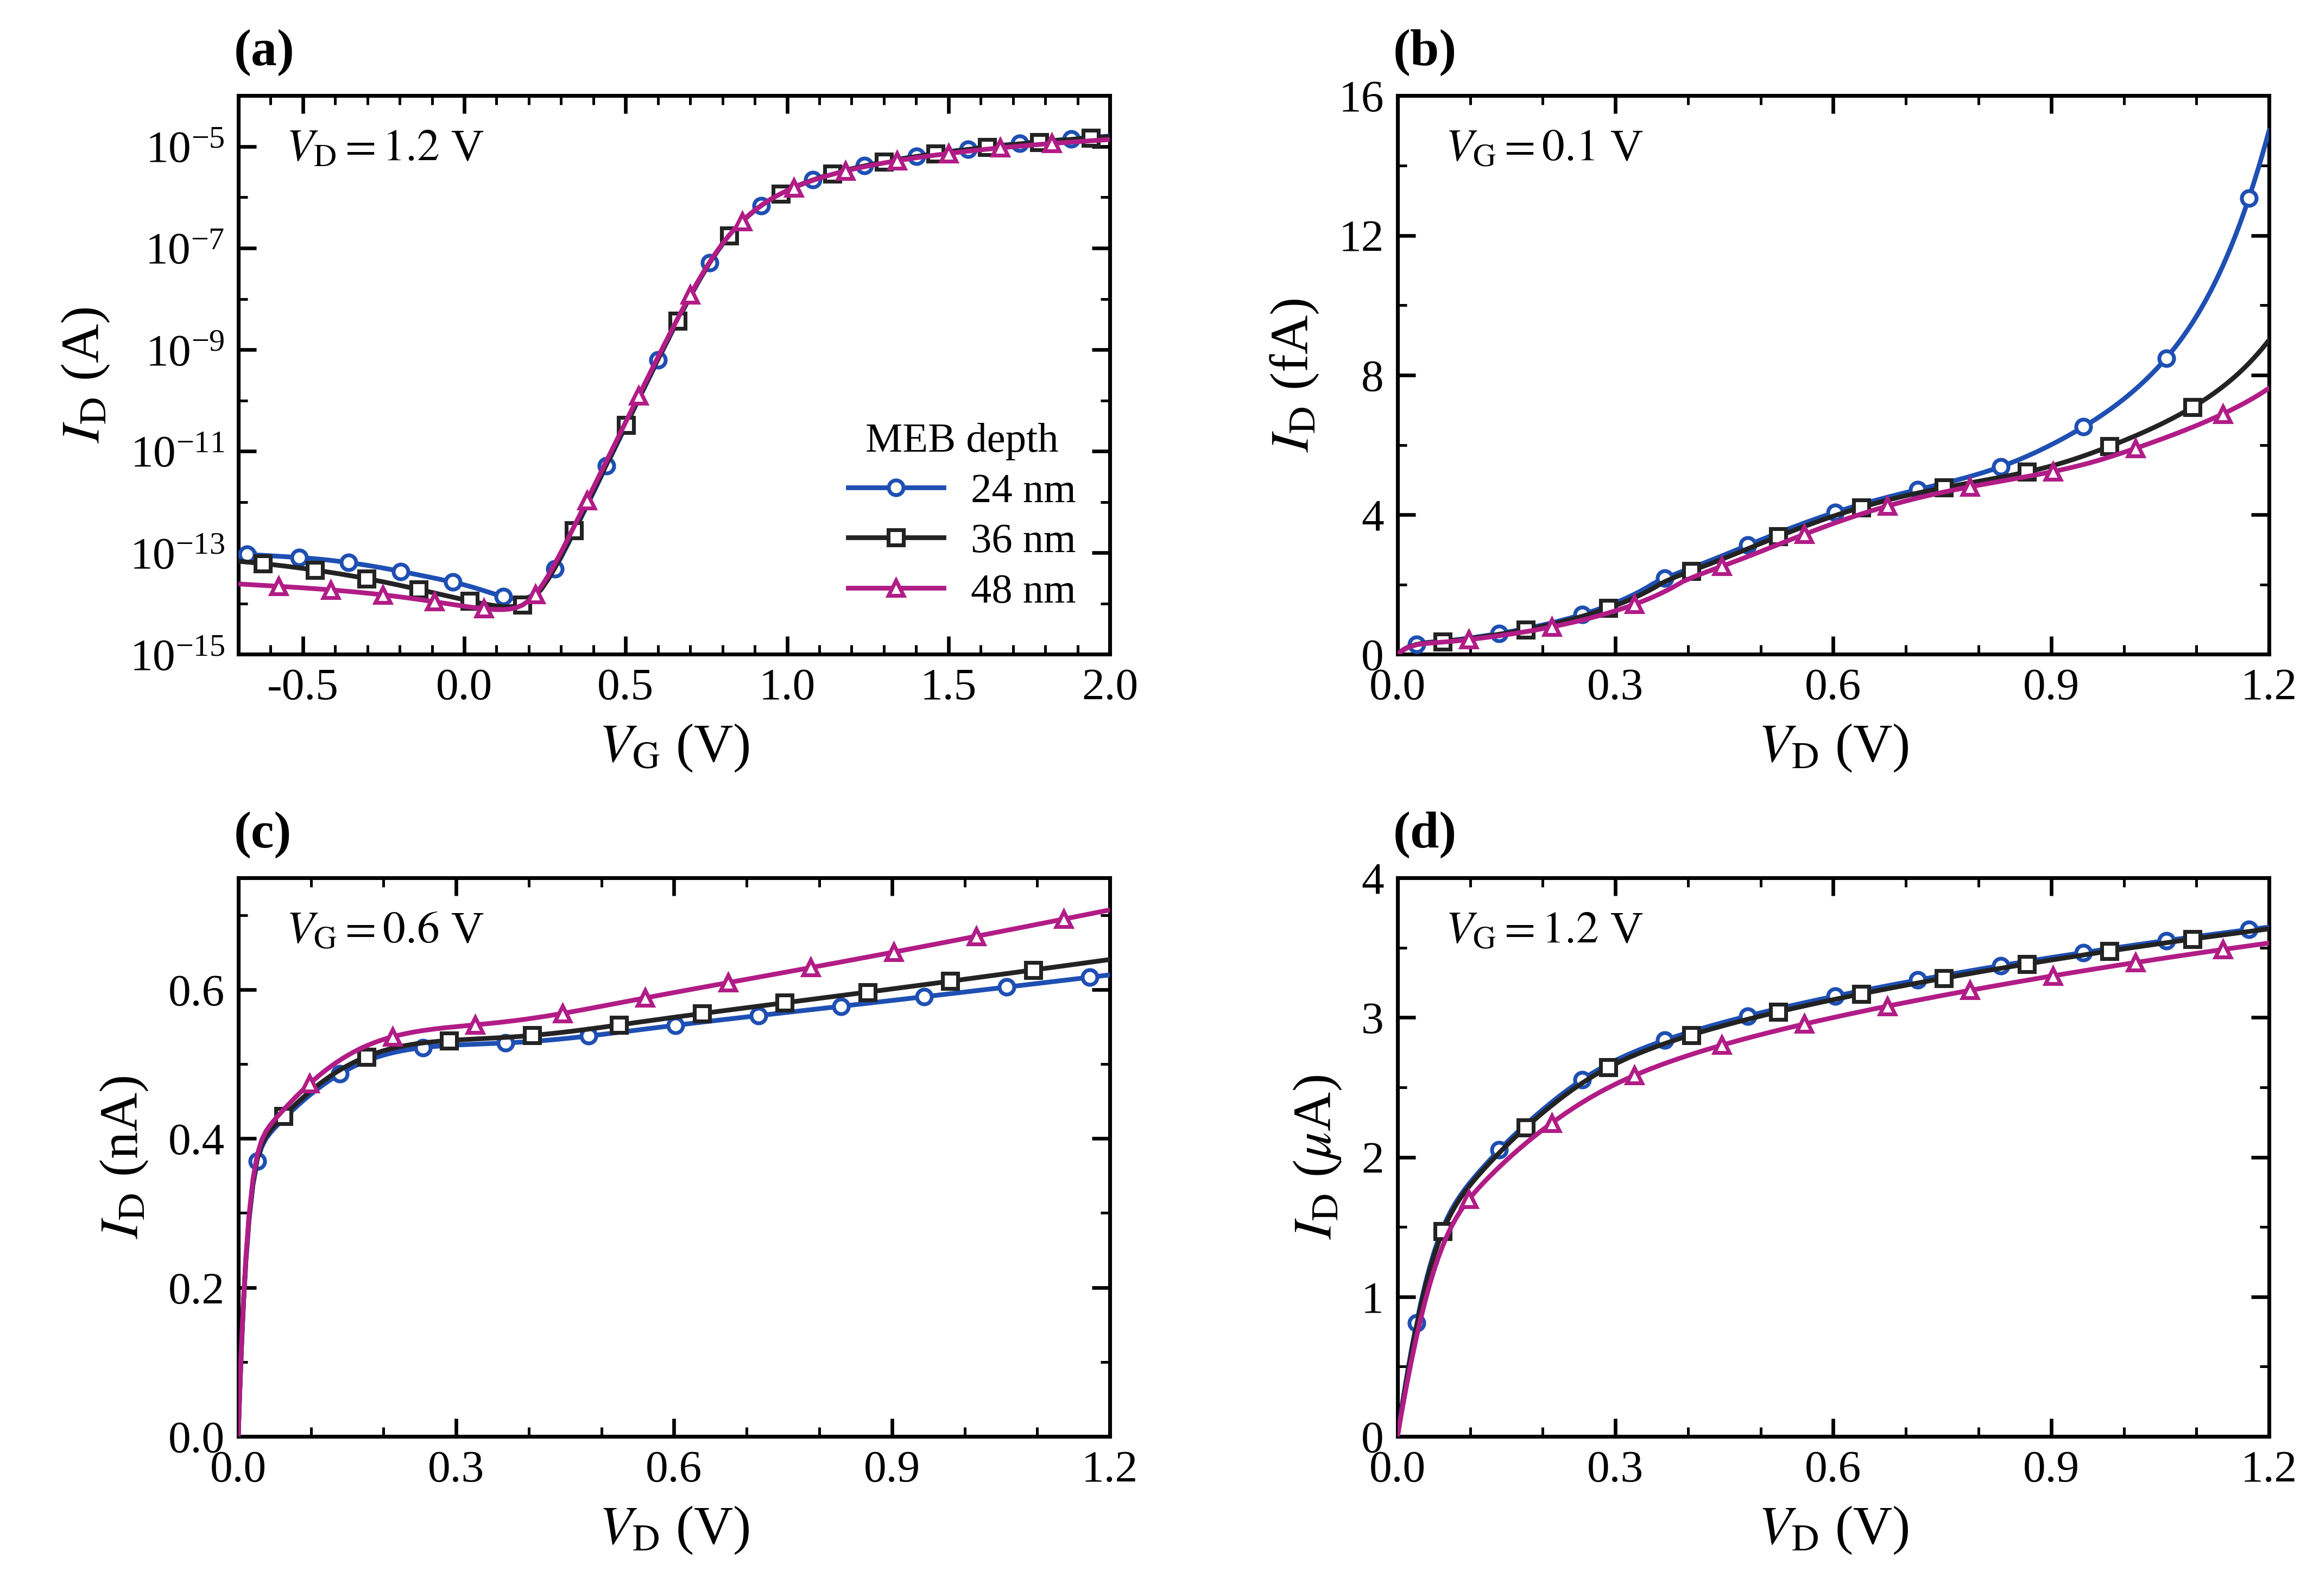 (a)
V_D = 1.2 V
10⁻⁵
10⁻⁷
10⁻⁹
10⁻¹¹
10⁻¹³
10⁻¹⁵
I_D (A)
MEB depth
24 nm
36 nm
48 nm
-0.5 0.0 0.5 1.0 1.5 2.0
V_G (V)
(b)
V_G = 0.1 V
16
12
8
4
0
I_D (fA)
0.0 0.3 0.6 0.9 1.2
V_D (V)
(c)
V_G = 0.6 V
0.6
0.4
0.2
0.0
I_D (nA)
0.0 0.3 0.6 0.9 1.2
V_D (V)
(d)
V_G = 1.2 V
4
3
2
1
0
I_D (μA)
0.0 0.3 0.6 0.9 1.2
V_D (V)